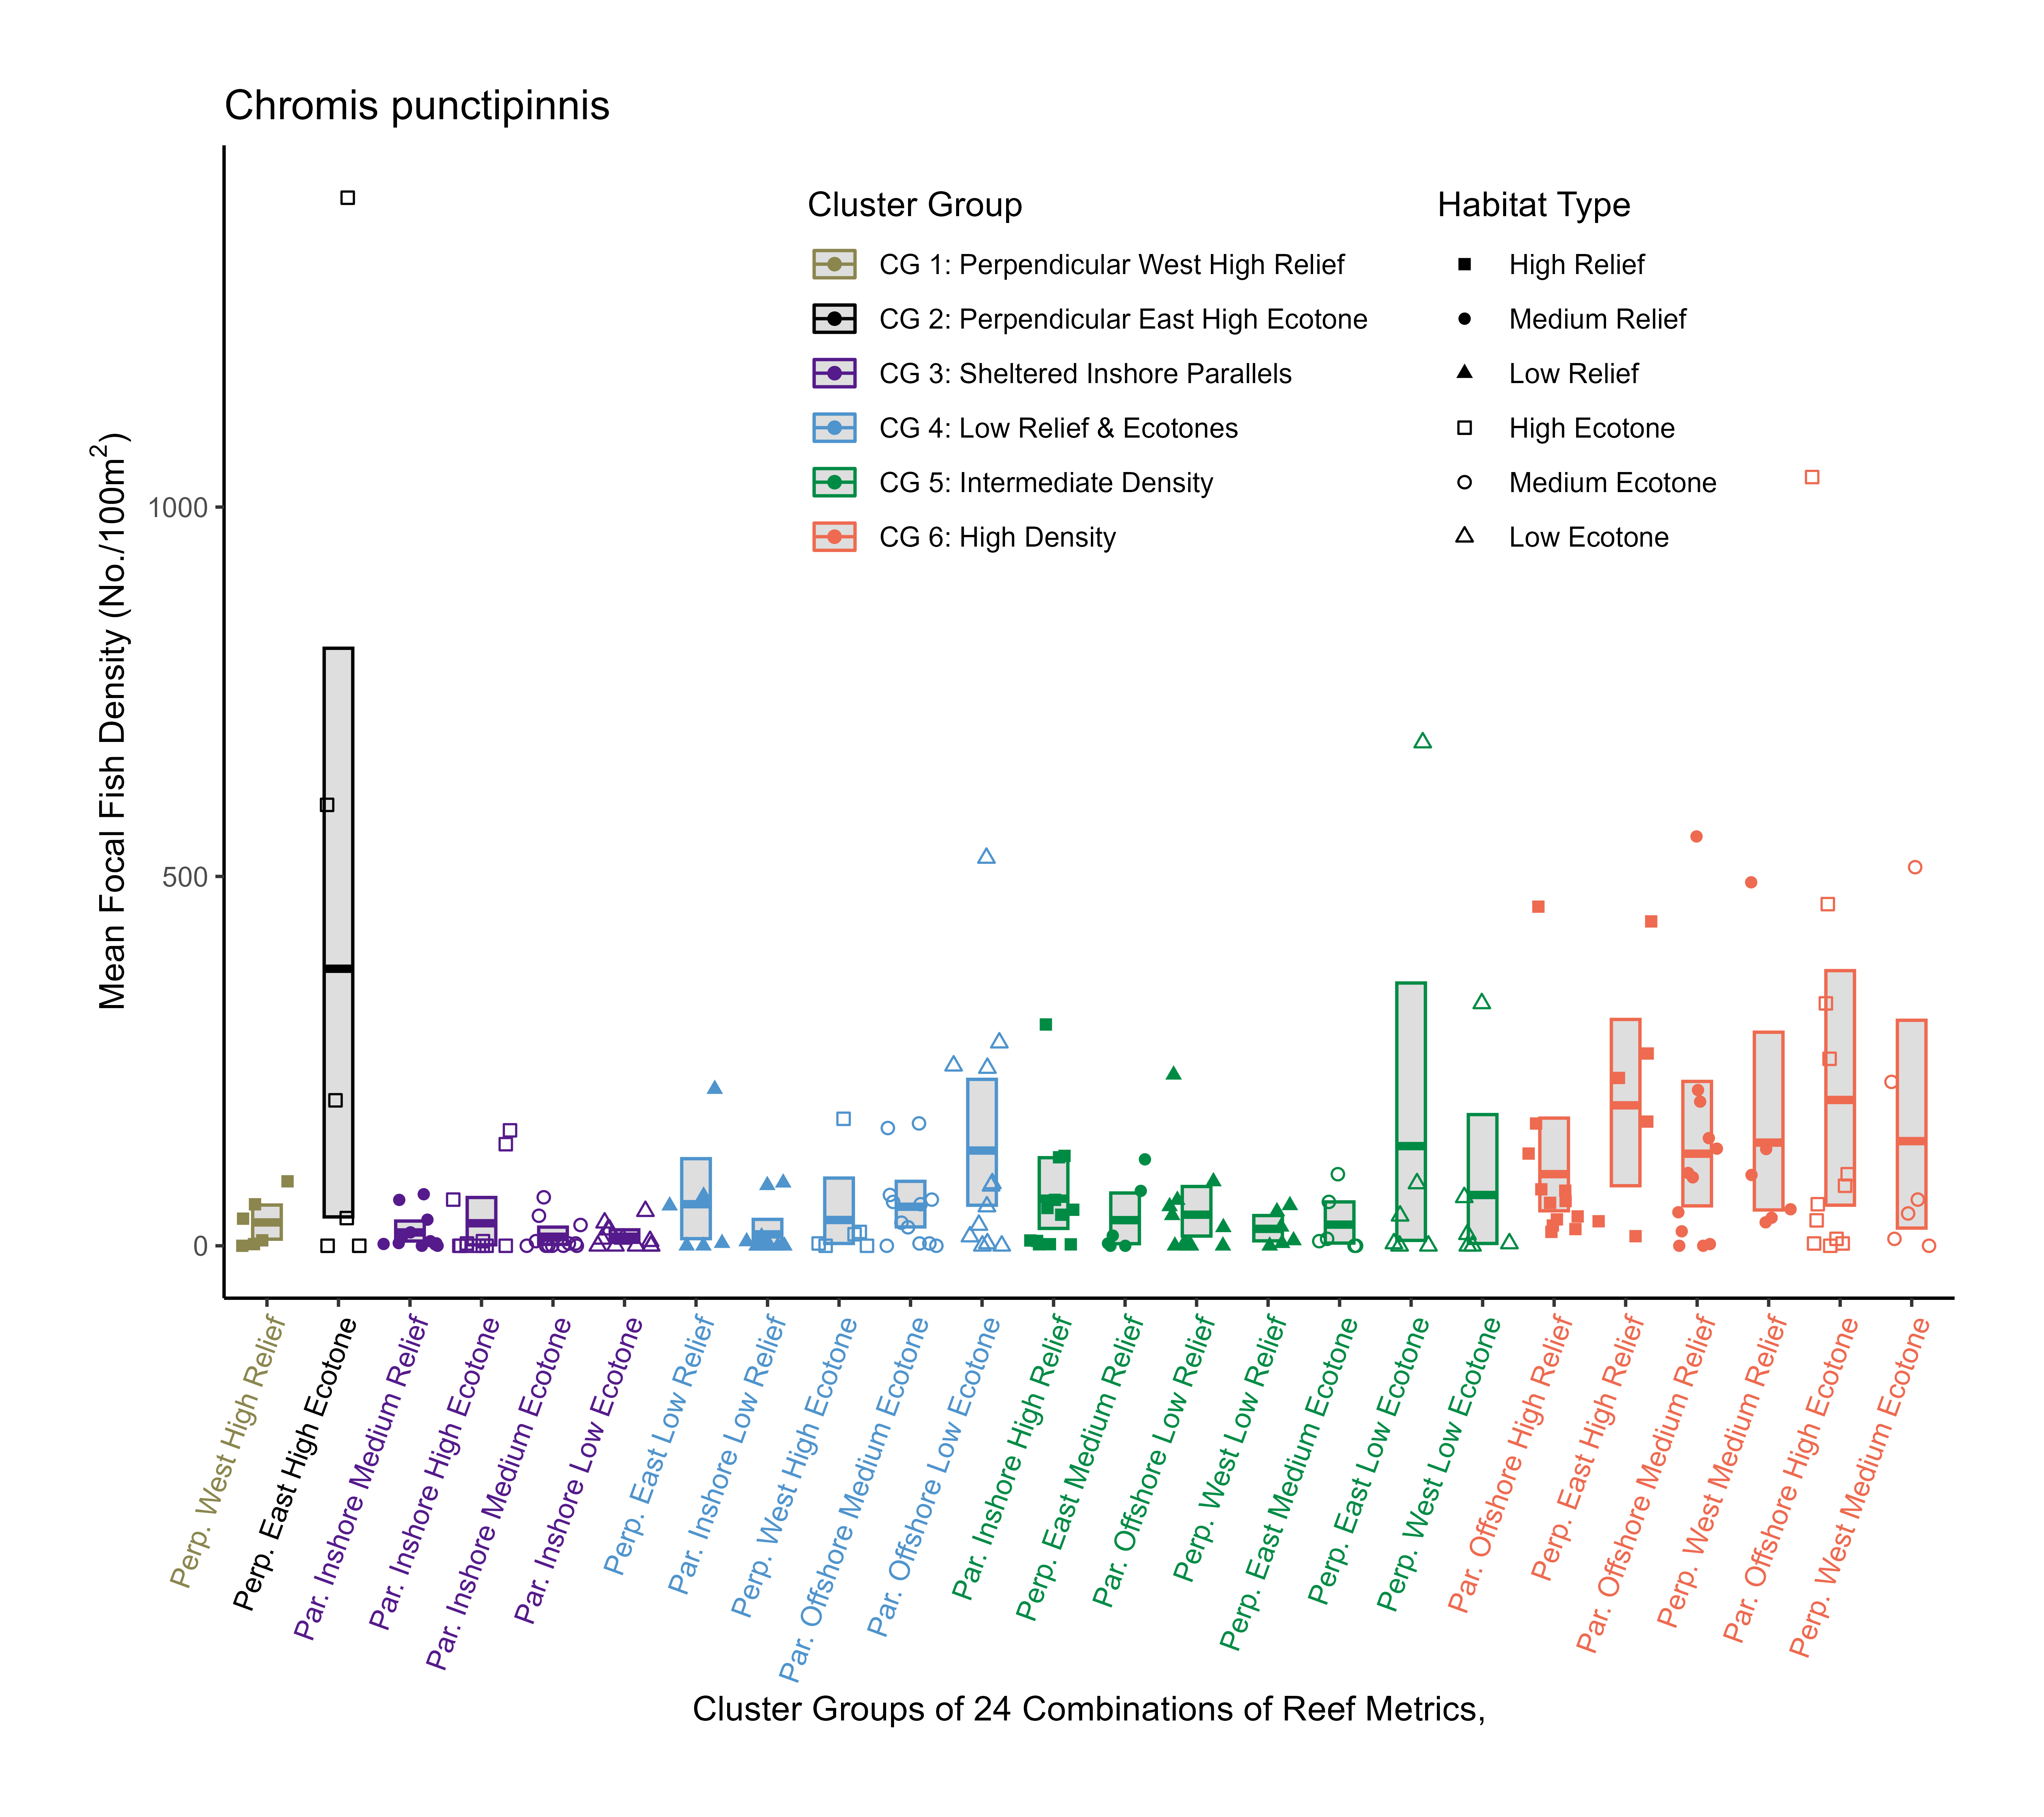 Chromis punctipinnis
Mean Focal Fish Density (No./100m²)
1000
500
0
Cluster Group
CG 1: Perpendicular West High Relief
CG 2: Perpendicular East High Ecotone
CG 3: Sheltered Inshore Parallels
CG 4: Low Relief & Ecotones
CG 5: Intermediate Density
CG 6: High Density
Habitat Type
High Relief
Medium Relief
Low Relief
High Ecotone
Medium Ecotone
Low Ecotone
Perp. West High Relief
Perp. East High Ecotone
Par. Inshore Medium Relief
Par. Inshore High Ecotone
Par. Inshore Medium Ecotone
Par. Inshore Low Ecotone
Perp. East Low Relief
Par. Inshore Low Relief
Perp. West High Ecotone
Par. Offshore Medium Ecotone
Par. Offshore Low Ecotone
Par. Inshore High Relief
Perp. East Medium Relief
Par. Offshore Low Relief
Perp. West Low Relief
Perp. East Medium Ecotone
Perp. East Low Ecotone
Perp. West Low Ecotone
Par. Offshore High Relief
Perp. East High Relief
Par. Offshore Medium Relief
Perp. West Medium Relief
Par. Offshore High Ecotone
Perp. West Medium Ecotone
Cluster Groups of 24 Combinations of Reef Metrics,